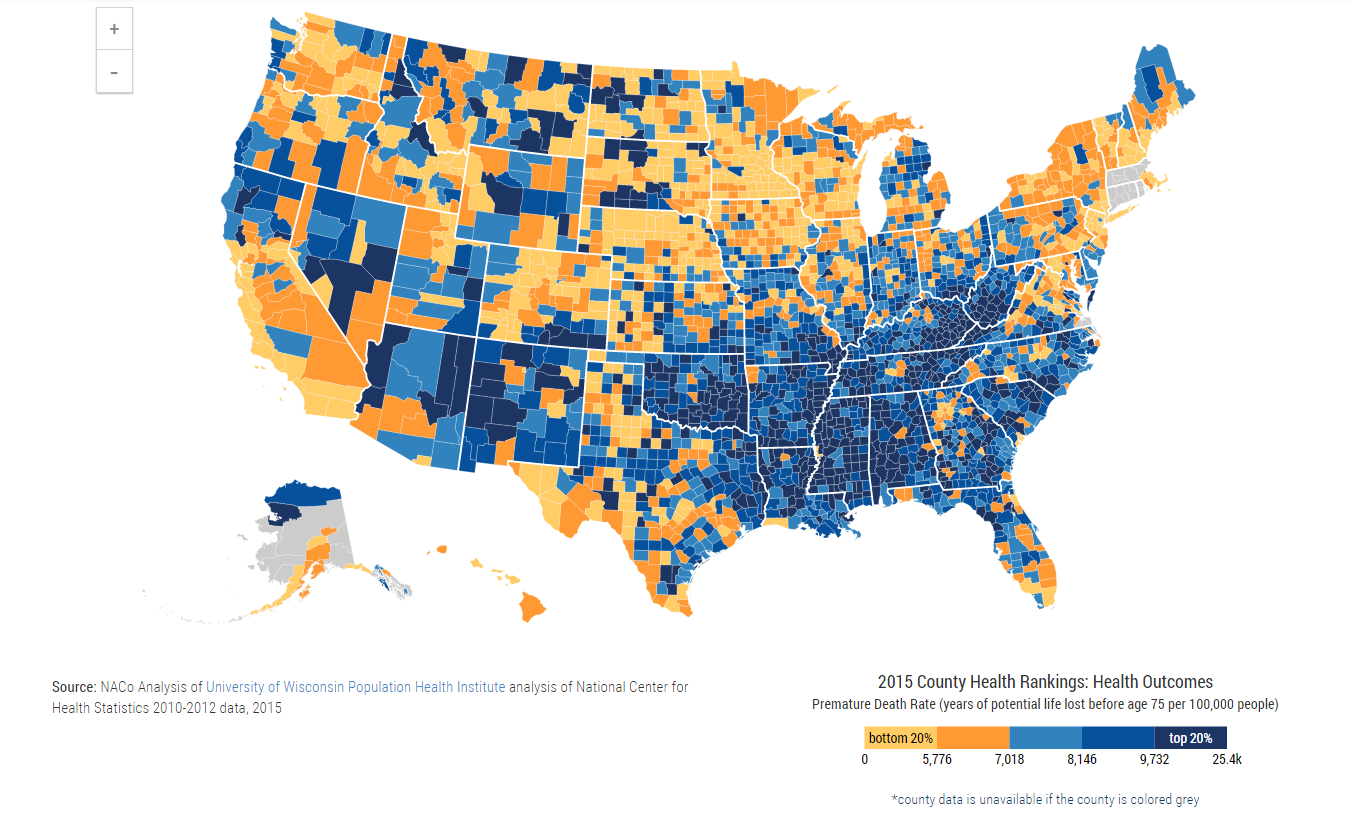 +
-
Source: NACo Analysis of University of Wisconsin Population Health Institute analysis of National Center for
Health Statistics 2010-2012 data, 2015
2015 County Health Rankings: Health Outcomes
Premature Death Rate (years of potential life lost before age 75 per 100,000 people)
bottom 20% top 20%
0 5,776 7,018 8,146 9,732 25.4k
*county data is unavailable if the county is colored grey